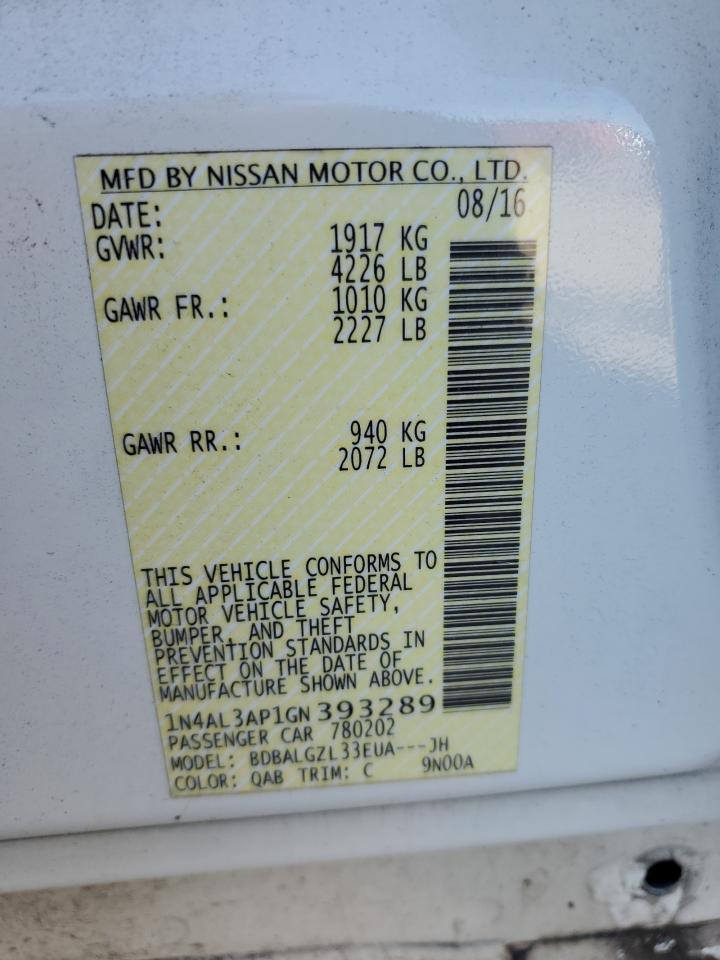 MFD BY NISSAN MOTOR CO., LTD.
DATE: 08/16
GVWR: 1917 KG
4226 LB
GAWR FR.: 1010 KG
2227 LB
GAWR RR.: 940 KG
2072 LB
THIS VEHICLE CONFORMS TO
ALL APPLICABLE FEDERAL
MOTOR VEHICLE SAFETY,
BUMPER, AND THEFT
PREVENTION STANDARDS IN
EFFECT ON THE DATE OF
MANUFACTURE SHOWN ABOVE.
1N4AL3AP1GN393289
PASSENGER CAR 780202
MODEL: BDBALGZL33EUA---JH
COLOR: QAB TRIM: C 9N00A